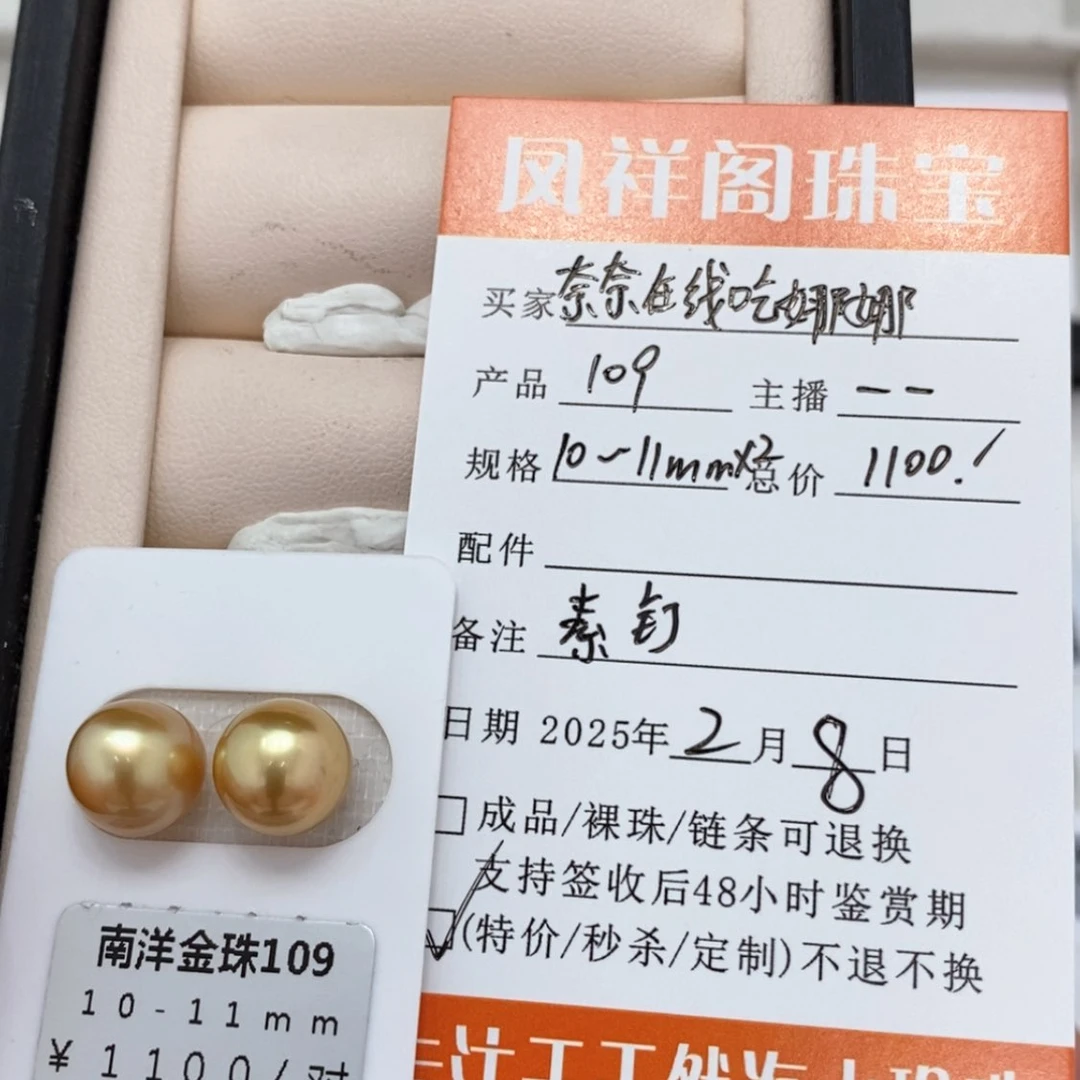 凤祥阁珠宝
买家 奈奈在线吃娜娜
产品 109 主播 一一
规格 10~11mm×2 总价 1100.
配件
备注 素钉
日期 2025年2月8日
成品/裸珠/链条可退换
支持签收后48小时鉴赏期
(特价/秒杀/定制)不退不换
南洋金珠109
10-11mm
¥1100/对